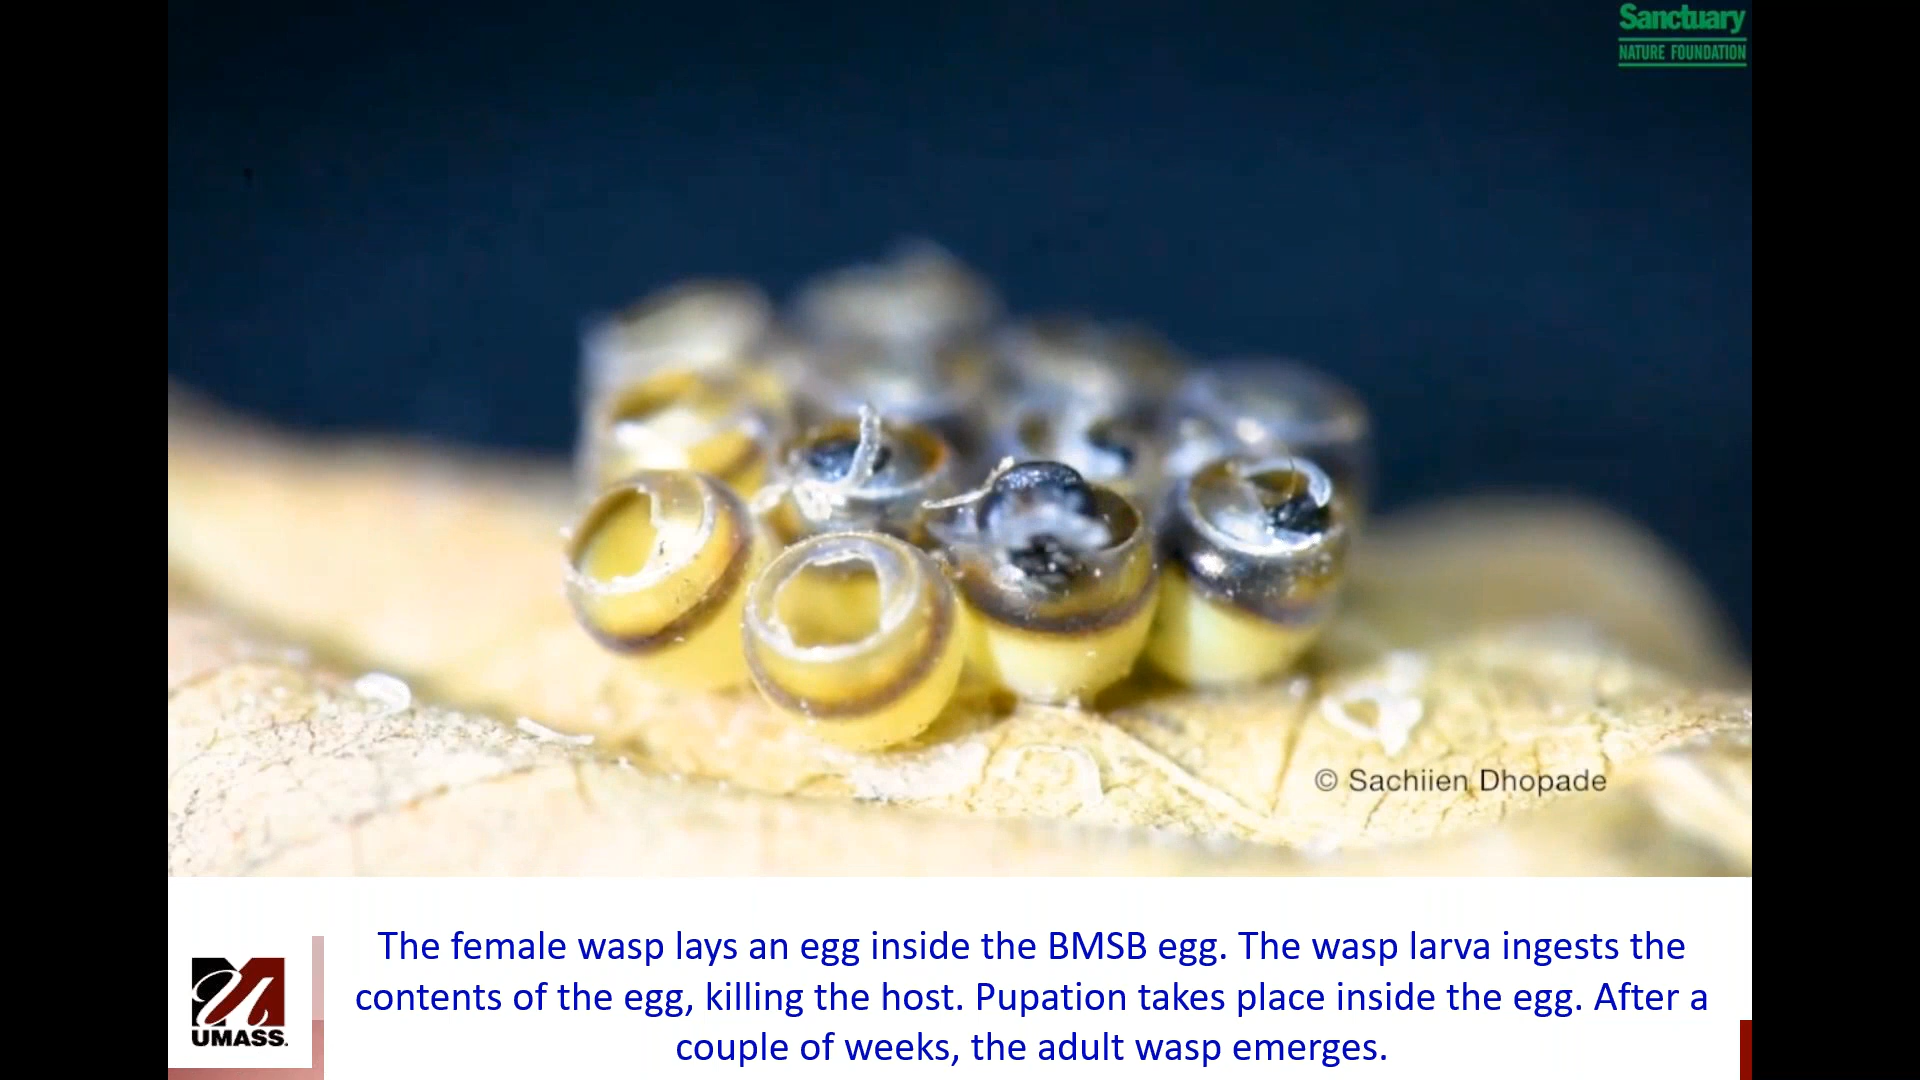 Sanctuary
NATURE FOUNDATION
© Sachiien Dhopade
The female wasp lays an egg inside the BMSB egg. The wasp larva ingests the
contents of the egg, killing the host. Pupation takes place inside the egg. After a
couple of weeks, the adult wasp emerges.
UMASS